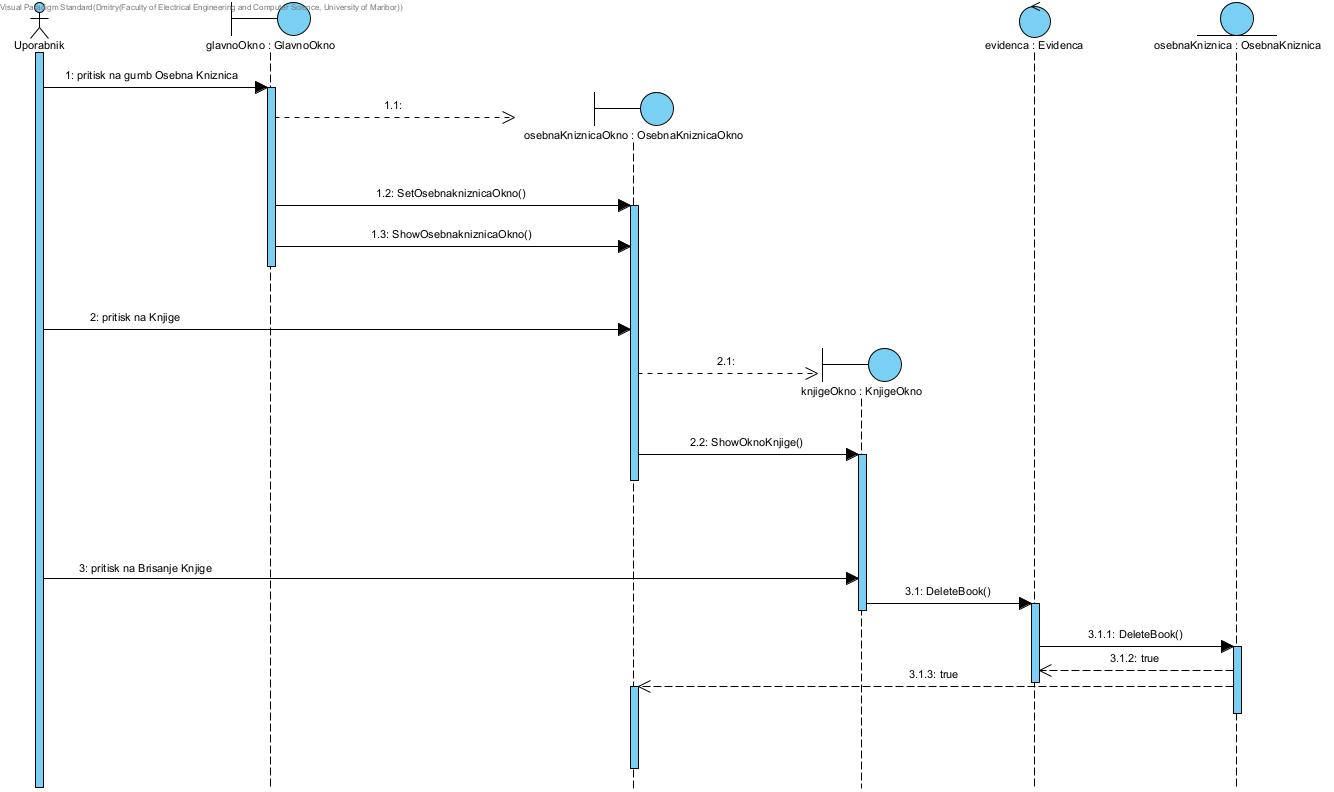 Visual Paradigm Standard(Dmitry(Faculty of Electrical Engineering and Computer Science, University of Maribor))
Uporabnik
glavnoOkno : GlavnoOkno
evidenca : Evidenca
osebnaKniznica : OsebnaKniznica
1: pritisk na gumb Osebna Kniznica
1.1:
osebnaKniznicaOkno : OsebnaKniznicaOkno
1.2: SetOsebnakniznicaOkno()
1.3: ShowOsebnakniznicaOkno()
2: pritisk na Knjige
2.1:
knjigeOkno : KnjigeOkno
2.2: ShowOknoKnjige()
3: pritisk na Brisanje Knjige
3.1: DeleteBook()
3.1.1: DeleteBook()
3.1.2: true
3.1.3: true